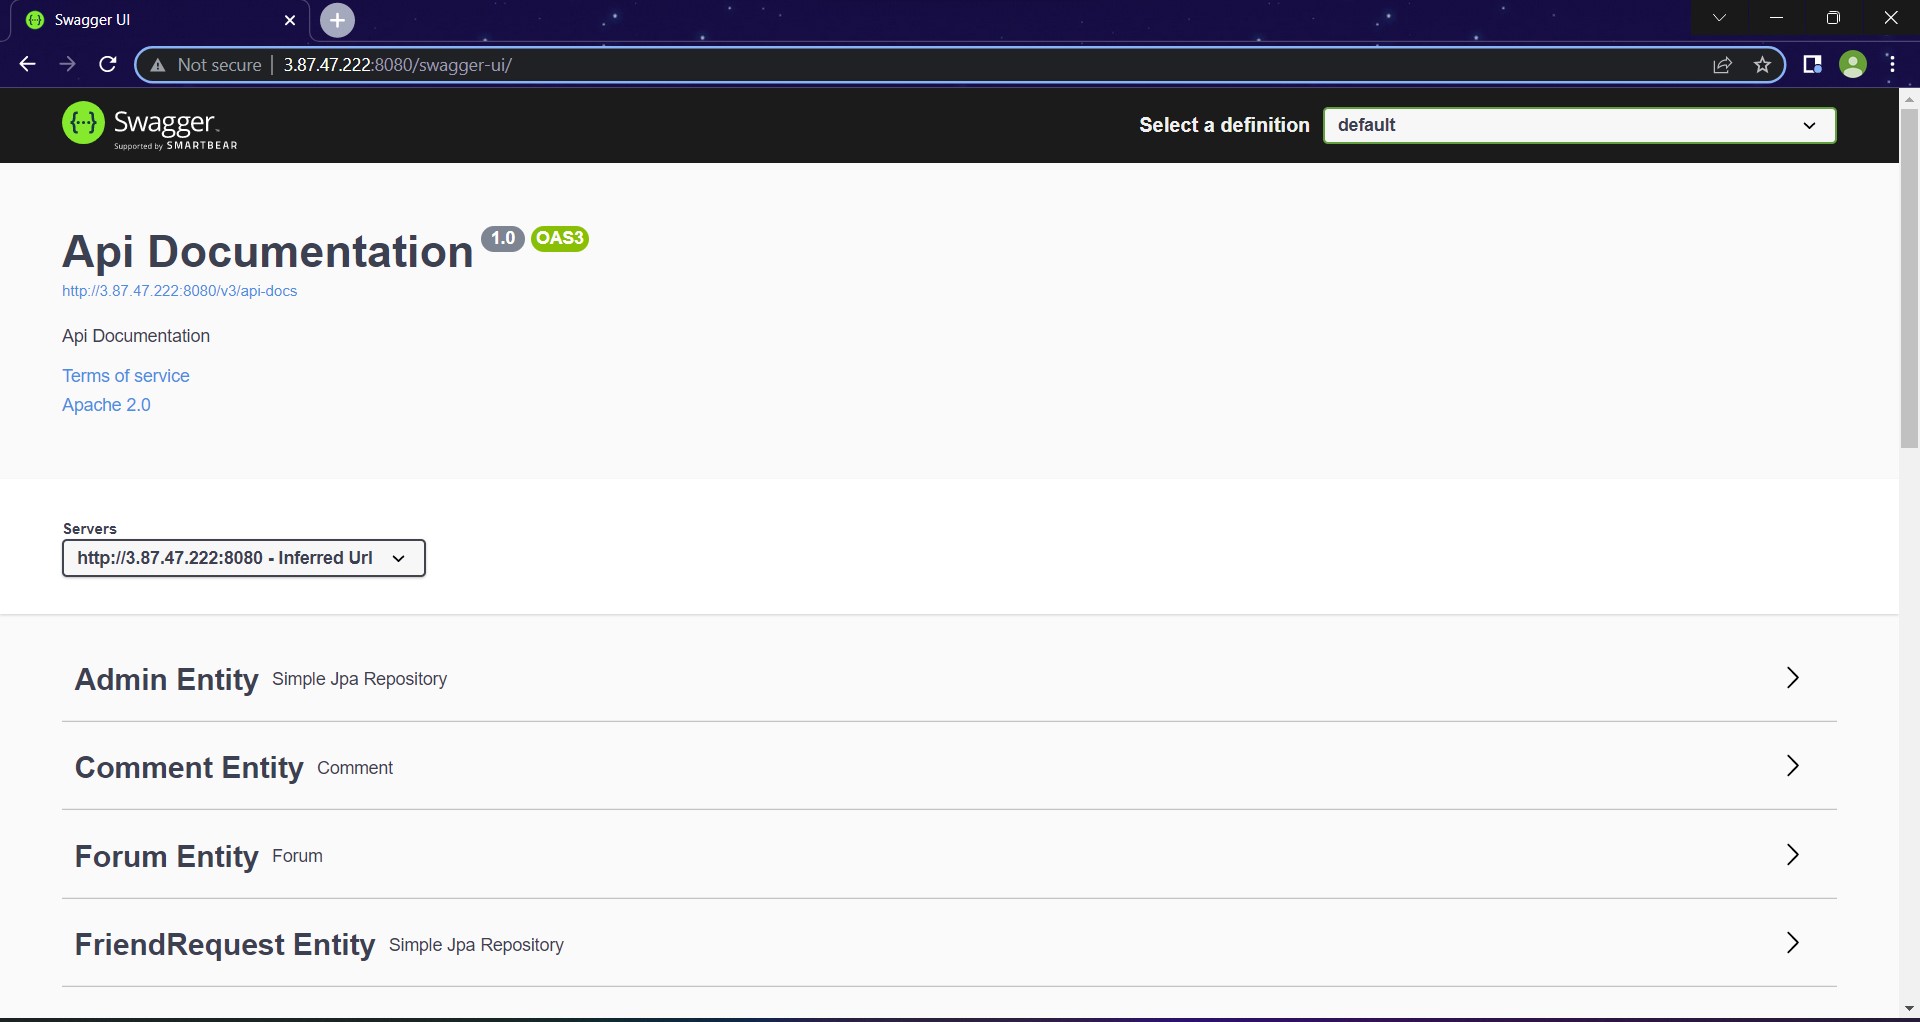 Swagger UI
Not secure | 3.87.47.222:8080/swagger-ui/
{···} Swagger.
Supported by SMARTBEAR
Select a definition default
Api Documentation 1.0 OAS3
http://3.87.47.222:8080/v3/api-docs
Api Documentation
Terms of service
Apache 2.0
Servers
http://3.87.47.222:8080 - Inferred Url
Admin Entity Simple Jpa Repository
Comment Entity Comment
Forum Entity Forum
FriendRequest Entity Simple Jpa Repository